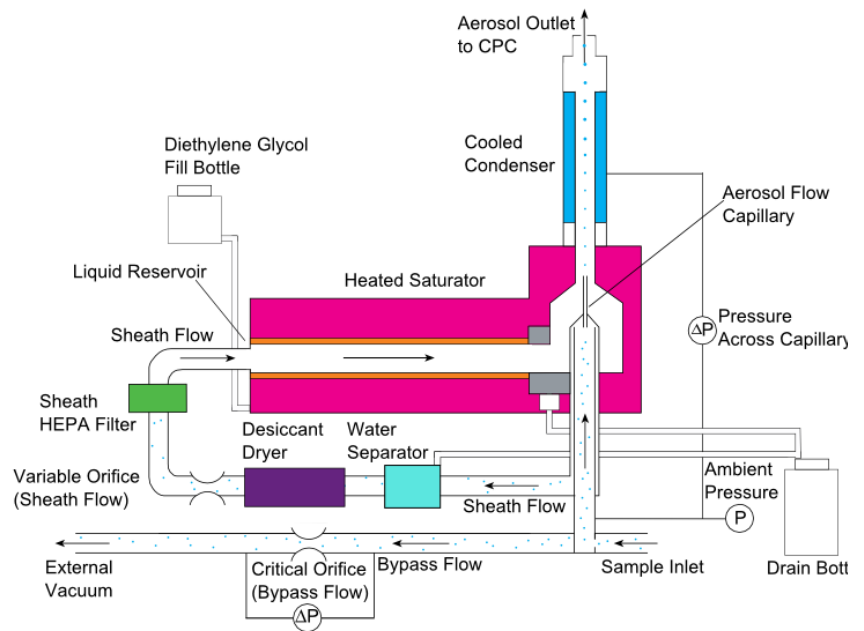 Aerosol Outlet
to CPC
Diethylene Glycol
Fill Bottle
Cooled
Condenser
Aerosol Flow
Capillary
Liquid Reservoir
Heated Saturator
Sheath Flow
ΔP
Pressure
Across Capillary
Sheath
HEPA Filter
Desiccant
Dryer
Water
Separator
Variable Orifice
(Sheath Flow)
Sheath Flow
Ambient
Pressure
P
External
Vacuum
Critical Orifice
(Bypass Flow)
Bypass Flow
Sample Inlet
Drain Bott
ΔP